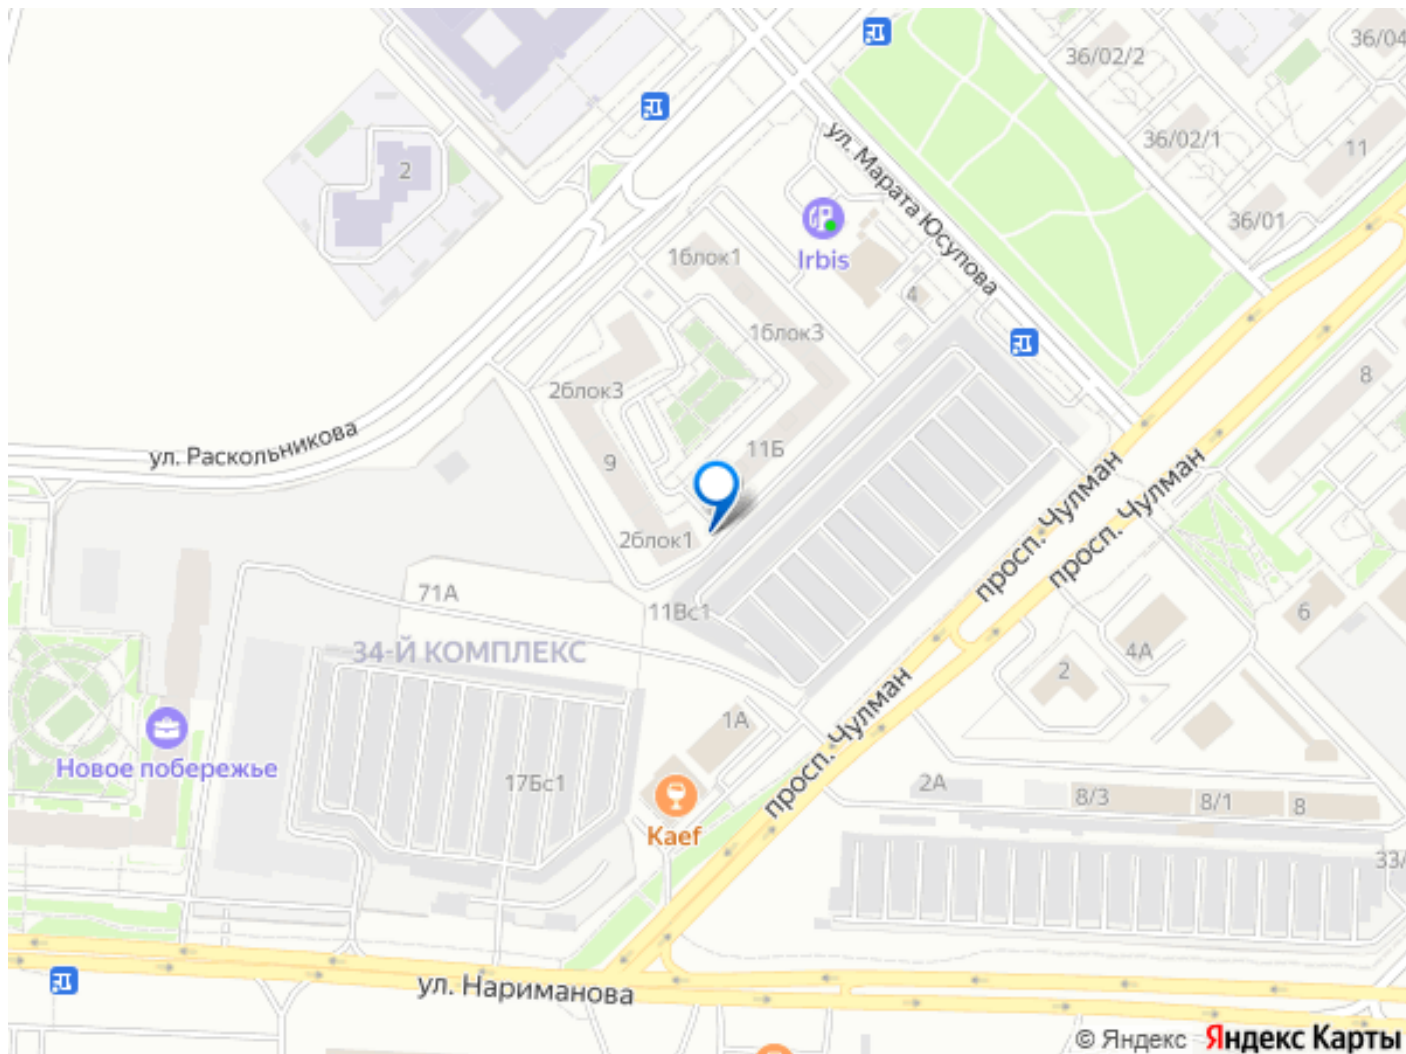 36/02/2
36/04
36/02/1
11
2
ул. Марата Юсупова
36/01
Irbis
1блок1
4
1блок3
8
2блок3
ул. Раскольникова
11Б
9
просп. Чулман
просп. Чулман
2блок1
71А
11Вс1
6
34-Й КОМПЛЕКС
4А
2
1А
просп. Чулман
Новое побережье
17Бс1
2А
8/3
8/1
8
Kaef
33/
ул. Нариманова
© Яндекс Яндекс Карты